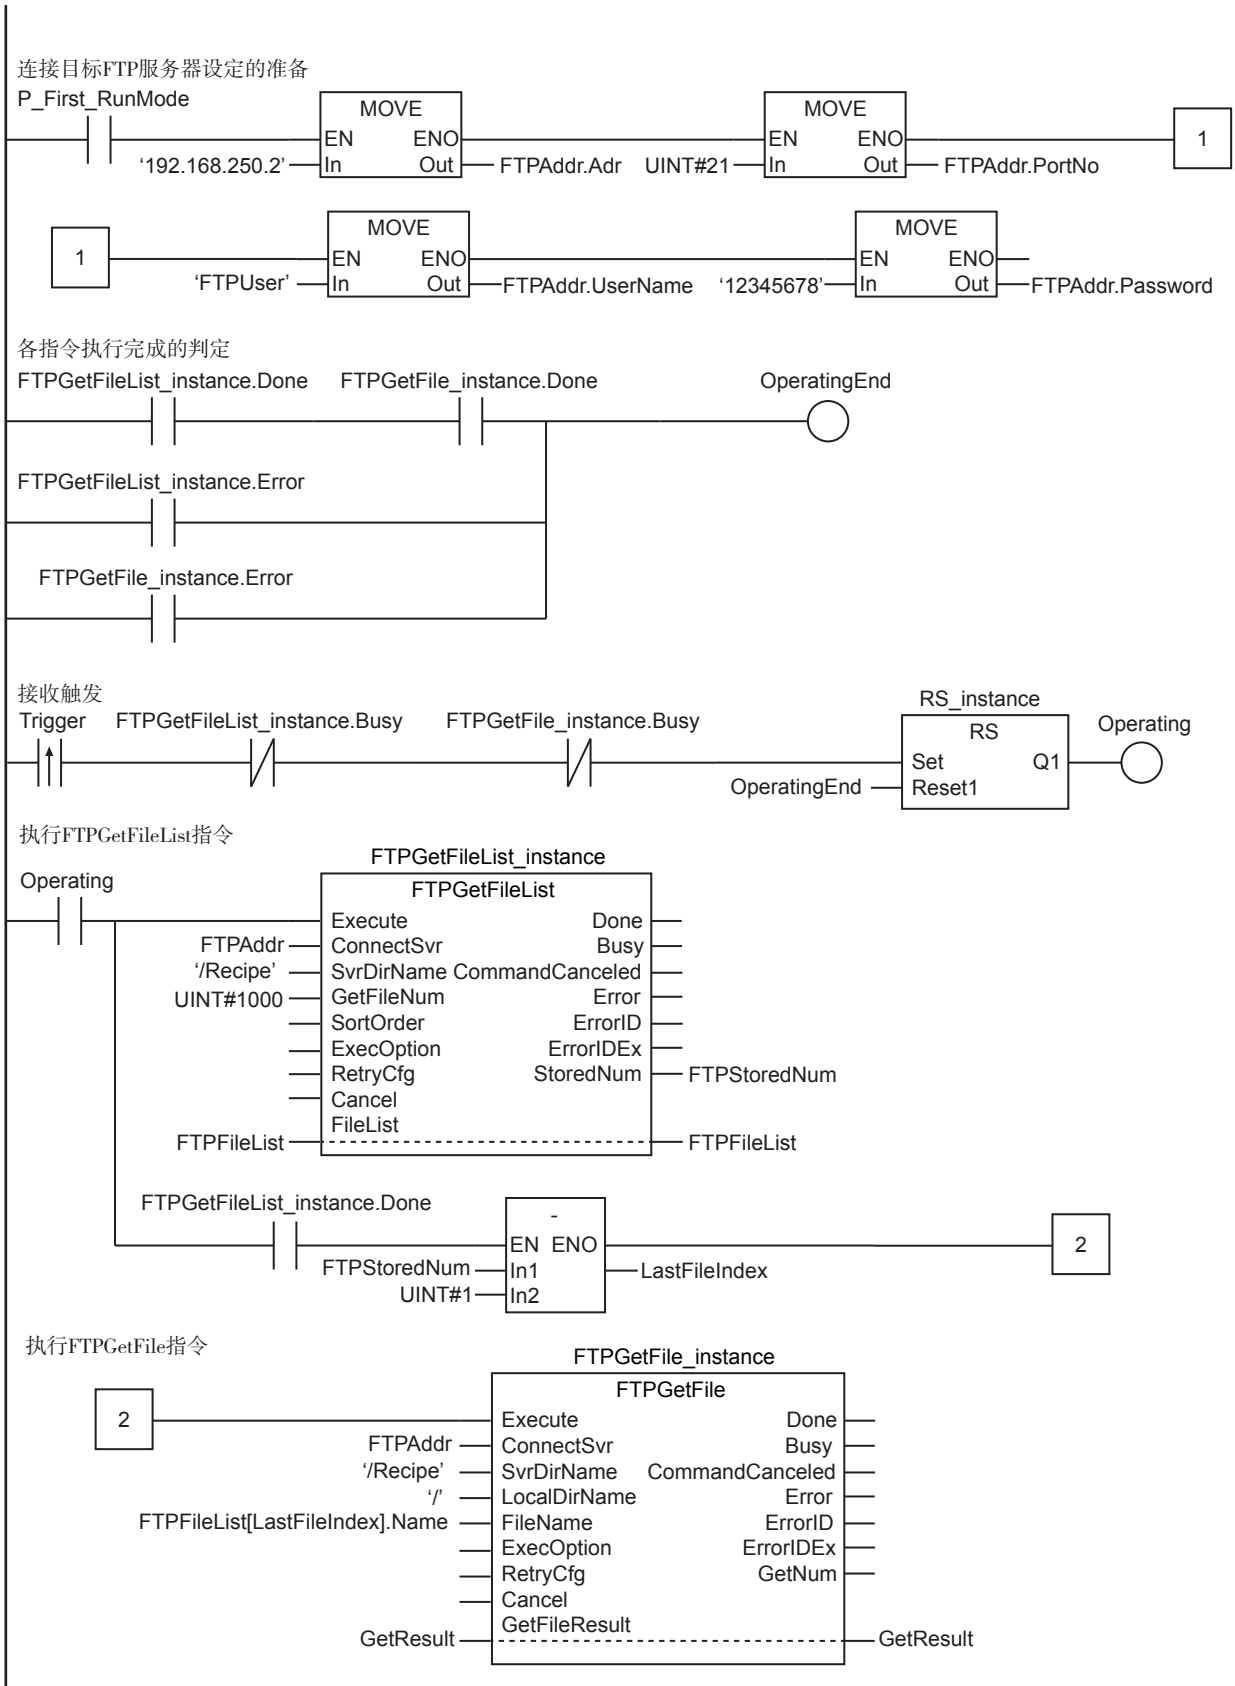 连接目标FTP服务器设定的准备
P_First_RunMode
MOVE
MOVE
EN ENO
EN ENO
1
‘192.168.250.2’ In Out FTPAddr.Adr UINT#21 In Out FTPAddr.PortNo
MOVE
MOVE
1
EN ENO
EN ENO
‘FTPUser’ In Out FTPAddr.UserName ‘12345678’ In Out FTPAddr.Password
各指令执行完成的判定
FTPGetFileList_instance.Done FTPGetFile_instance.Done OperatingEnd
FTPGetFileList_instance.Error
FTPGetFile_instance.Error
接收触发
RS_instance
Trigger FTPGetFileList_instance.Busy FTPGetFile_instance.Busy RS Operating
Set Q1
OperatingEnd Reset1
执行FTPGetFileList指令
FTPGetFileList_instance
Operating
FTPGetFileList
Execute Done
FTPAddr ConnectSvr Busy
‘/Recipe’ SvrDirName CommandCanceled
UINT#1000 GetFileNum Error
SortOrder ErrorID
ExecOption ErrorIDEx
RetryCfg StoredNum FTPStoredNum
Cancel
FileList
FTPFileList FTPFileList
FTPGetFileList_instance.Done
-
EN ENO
2
FTPStoredNum In1 LastFileIndex
UINT#1 In2
执行FTPGetFile指令
FTPGetFile_instance
FTPGetFile
2
Execute Done
FTPAddr ConnectSvr Busy
‘/Recipe’ SvrDirName CommandCanceled
‘/’ LocalDirName Error
FTPFileList[LastFileIndex].Name FileName ErrorID
ExecOption ErrorIDEx
RetryCfg GetNum
Cancel
GetFileResult
GetResult GetResult